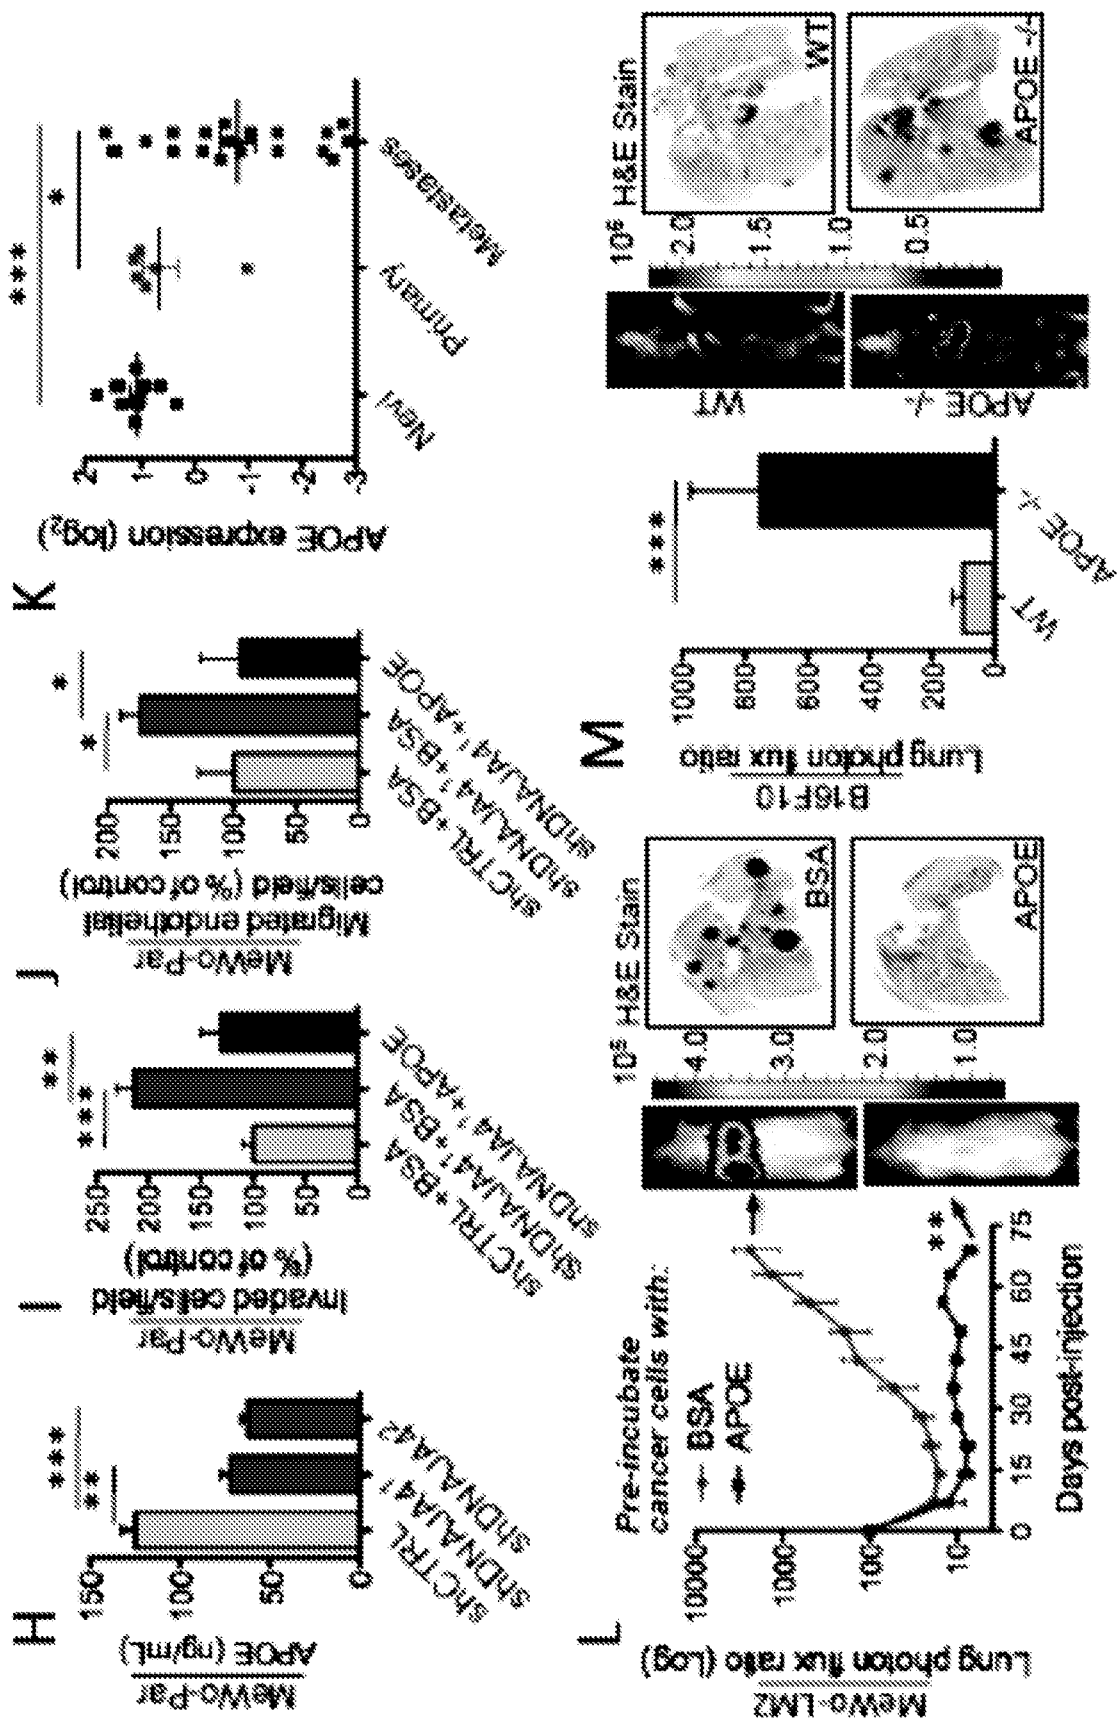 H
MeWo-Par
APOE (ng/mL)
150
100
50
0
shCTRL
shDNAJA4¹
shDNAJA4²
**
***
I
MeWo-Par
Invaded cells/field
(% of control)
250
200
150
100
50
0
shCTRL+BSA
shDNAJA4¹+BSA
shDNAJA4¹+APOE
***
**
J
MeWo-Par
Migrated endothelial
cells/field (% of control)
200
150
100
50
0
shCTRL+BSA
shDNAJA4¹+BSA
shDNAJA4¹+APOE
*
*
K
APOE expression (log₂)
2
1
0
-1
-2
-3
Nevi
Primary
Metastases
***
*
L
MeWo-LM2
Lung photon flux ratio (Log)
10000
1000
100
10
0
15
30
45
60
75
Days post-injection
Pre-incubate
cancer cells with:
BSA
APOE
**
10⁵
4.0
3.0
2.0
1.0
H&E Stain
BSA
APOE
M
B16F10
Lung photon flux ratio
1000
800
600
400
200
0
WT
APOE -/-
***
WT
APOE -/-
2.0
1.5
1.0
0.5
H&E Stain
WT
APOE -/-